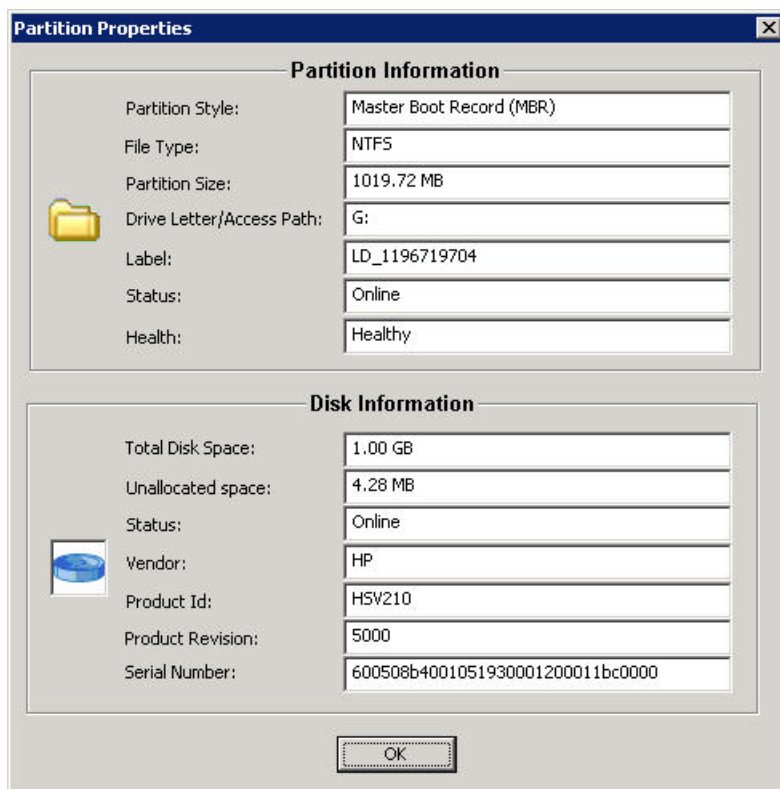 Partition Properties
Partition Information
Partition Style: Master Boot Record (MBR)
File Type: NTFS
Partition Size: 1019.72 MB
Drive Letter/Access Path: G:
Label: LD_1196719704
Status: Online
Health: Healthy
Disk Information
Total Disk Space: 1.00 GB
Unallocated space: 4.28 MB
Status: Online
Vendor: HP
Product Id: HSV210
Product Revision: 5000
Serial Number: 600508b4001051930001200011bc0000
OK